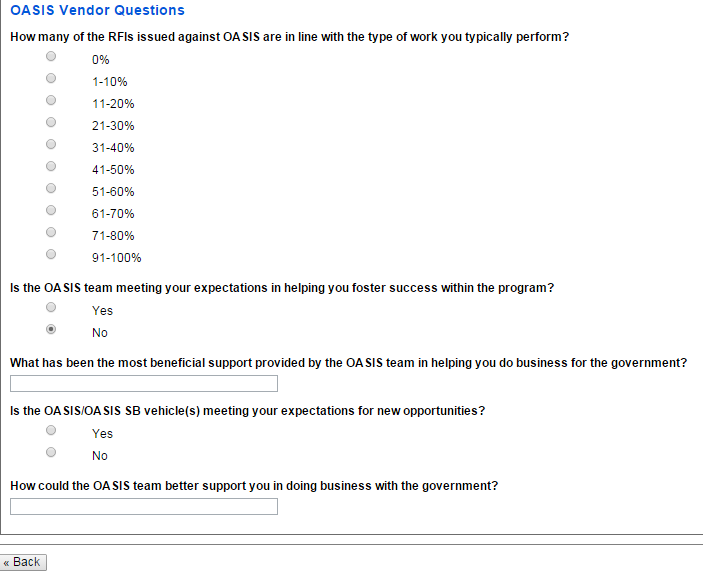 OASIS Vendor Questions
How many of the RFIs issued against OASIS are in line with the type of work you typically perform?
0%
1-10%
11-20%
21-30%
31-40%
41-50%
51-60%
61-70%
71-80%
91-100%
Is the OASIS team meeting your expectations in helping you foster success within the program?
Yes
No
What has been the most beneficial support provided by the OASIS team in helping you do business for the government?
Is the OASIS/OASIS SB vehicle(s) meeting your expectations for new opportunities?
Yes
No
How could the OASIS team better support you in doing business with the government?
« Back